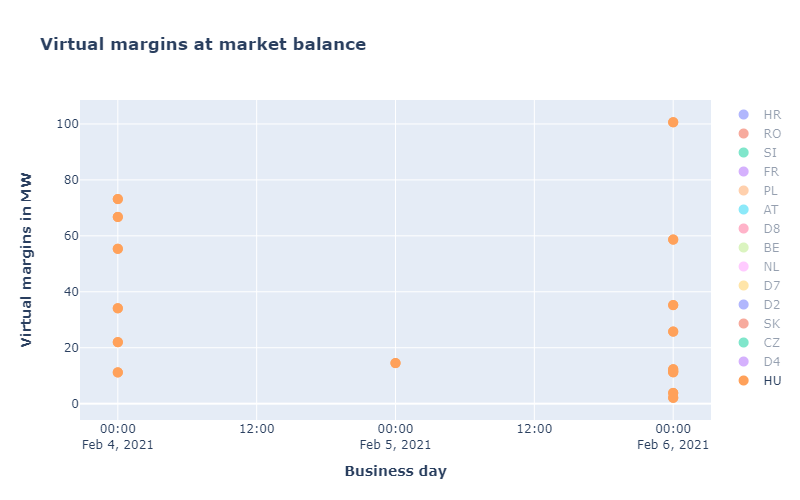 Virtual margins at market balance
Virtual margins in MW
100
80
60
40
20
0
00:00
Feb 4, 2021
12:00
00:00
Feb 5, 2021
12:00
00:00
Feb 6, 2021
Business day
HR
RO
SI
FR
PL
AT
D8
BE
NL
D7
D2
SK
CZ
D4
HU